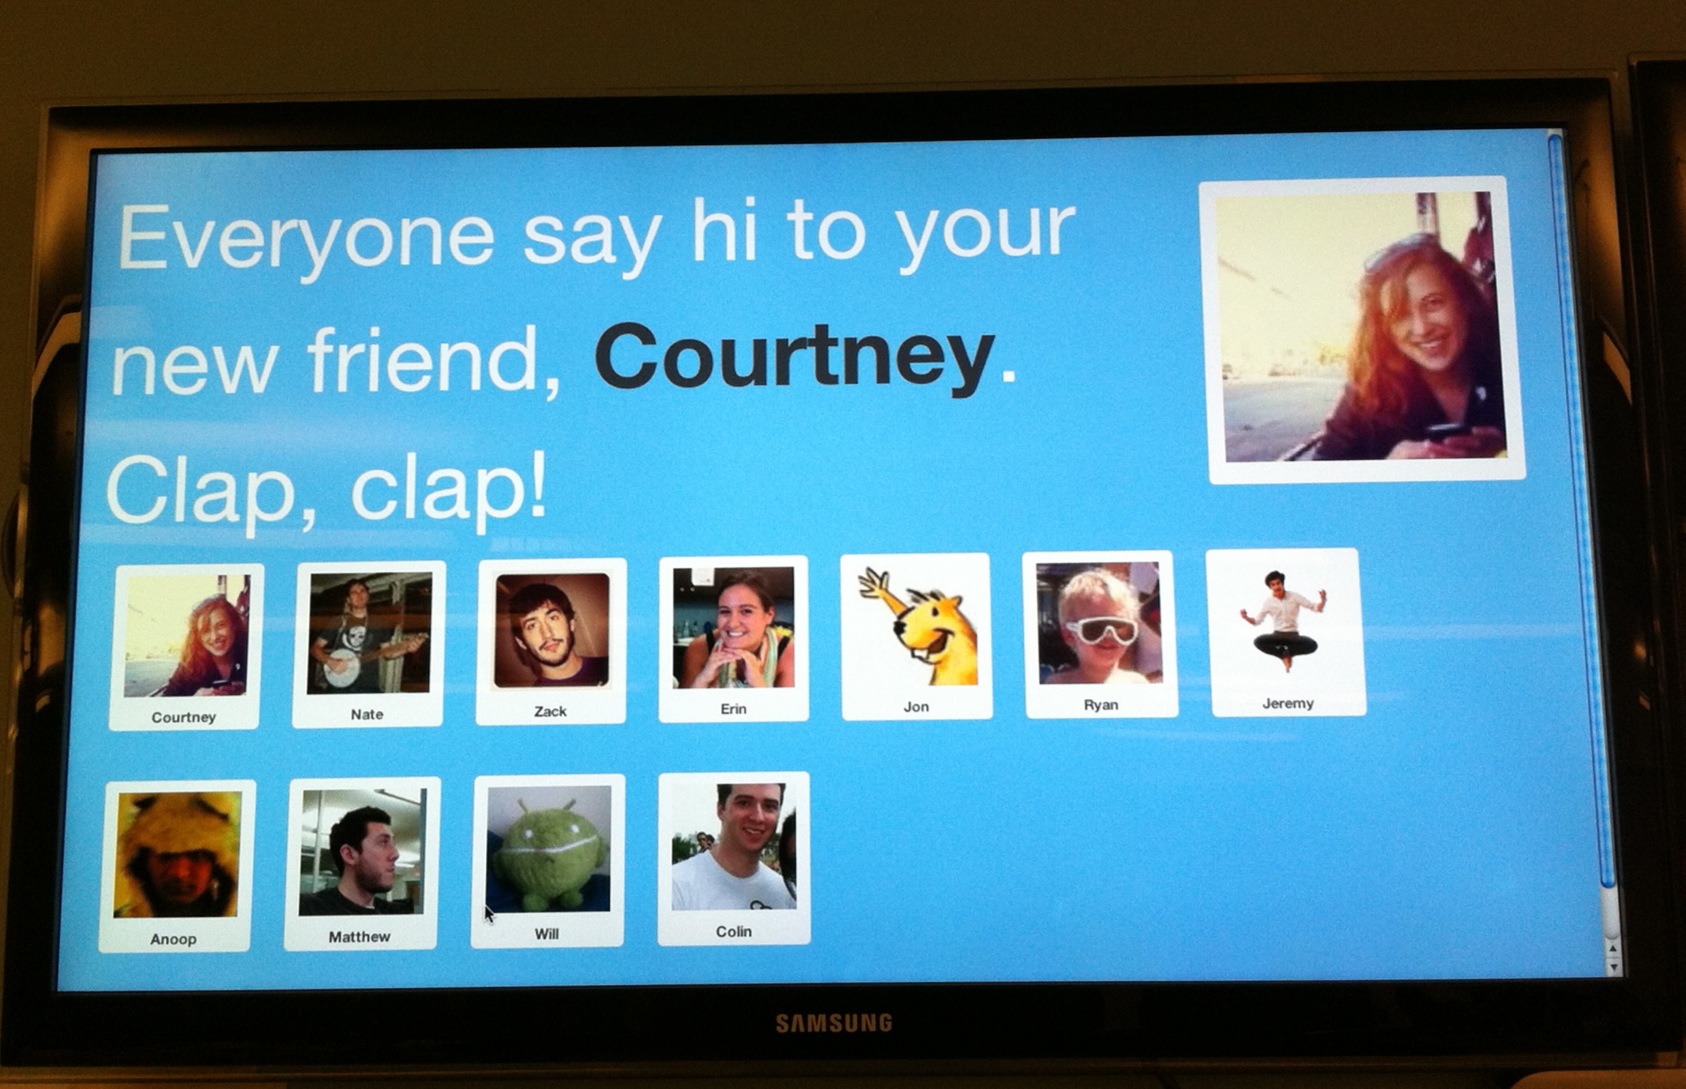 Everyone say hi to your
new friend, Courtney.
Clap, clap!
Courtney
Nate
Zack
Erin
Jon
Ryan
Jeremy
Anoop
Matthew
Will
Colin
SAMSUNG